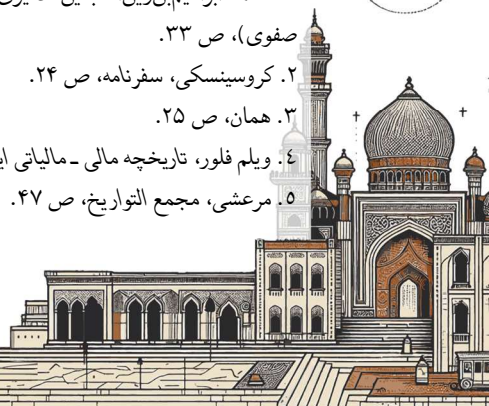 صفوی)، ص ۳۳.
۲. کروسینسکی، سفرنامه، ص ۲۴.
۳. همان، ص ۲۵.
٤. ویلم فلور، تاریخچه مالی ـ مالیاتی
۵. مرعشی، مجمع التواریخ، ص ۴۷.